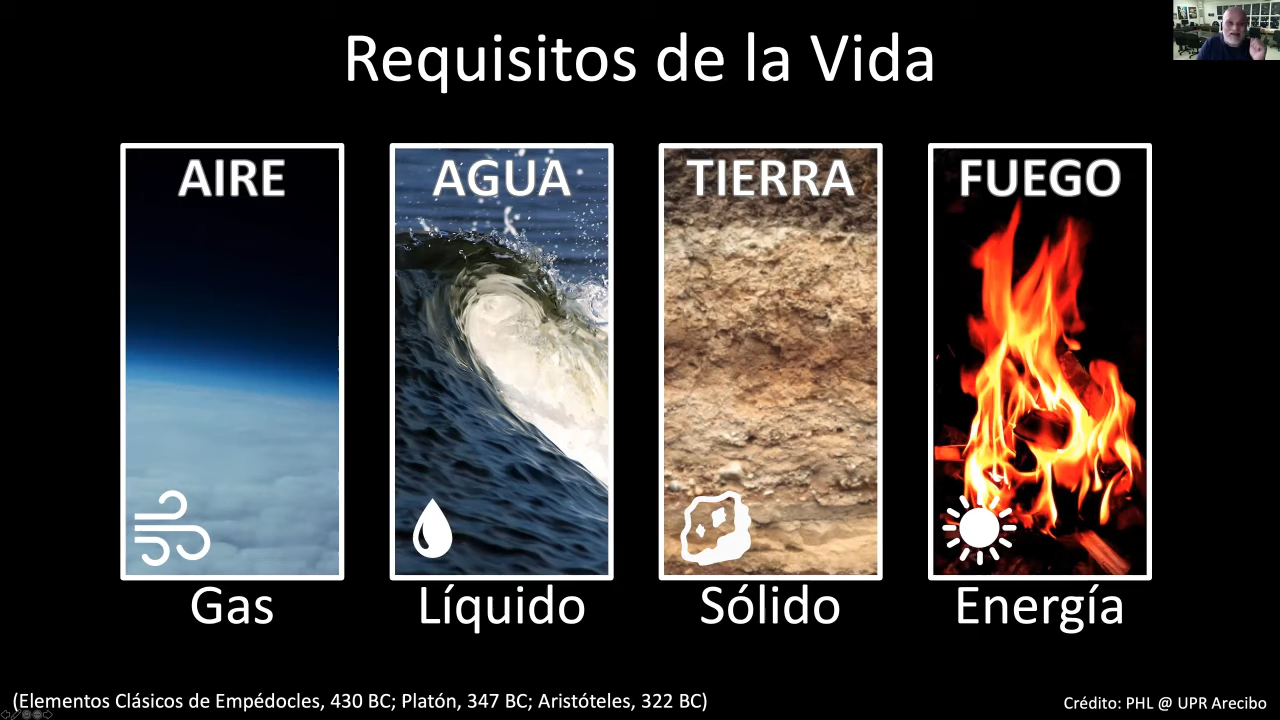 Requisitos de la Vida
AIRE
AGUA
TIERRA
FUEGO
Gas
Líquido
Sólido
Energía
(Elementos Clásicos de Empédocles, 430 BC; Platón, 347 BC; Aristóteles, 322 BC)
Crédito: PHL @ UPR Arecibo